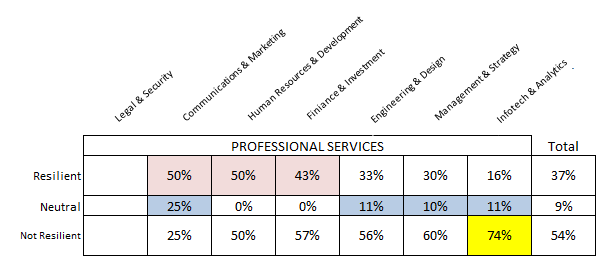 Legal & Security
Communications & Marketing
Human Resources & Development
Finiance & Investment
Engineering & Design
Management & Strategy
Infotech & Analytics
PROFESSIONAL SERVICES Total
Resilient 50% 50% 43% 33% 30% 16% 37%
Neutral 25% 0% 0% 11% 10% 11% 9%
Not Resilient 25% 50% 57% 56% 60% 74% 54%